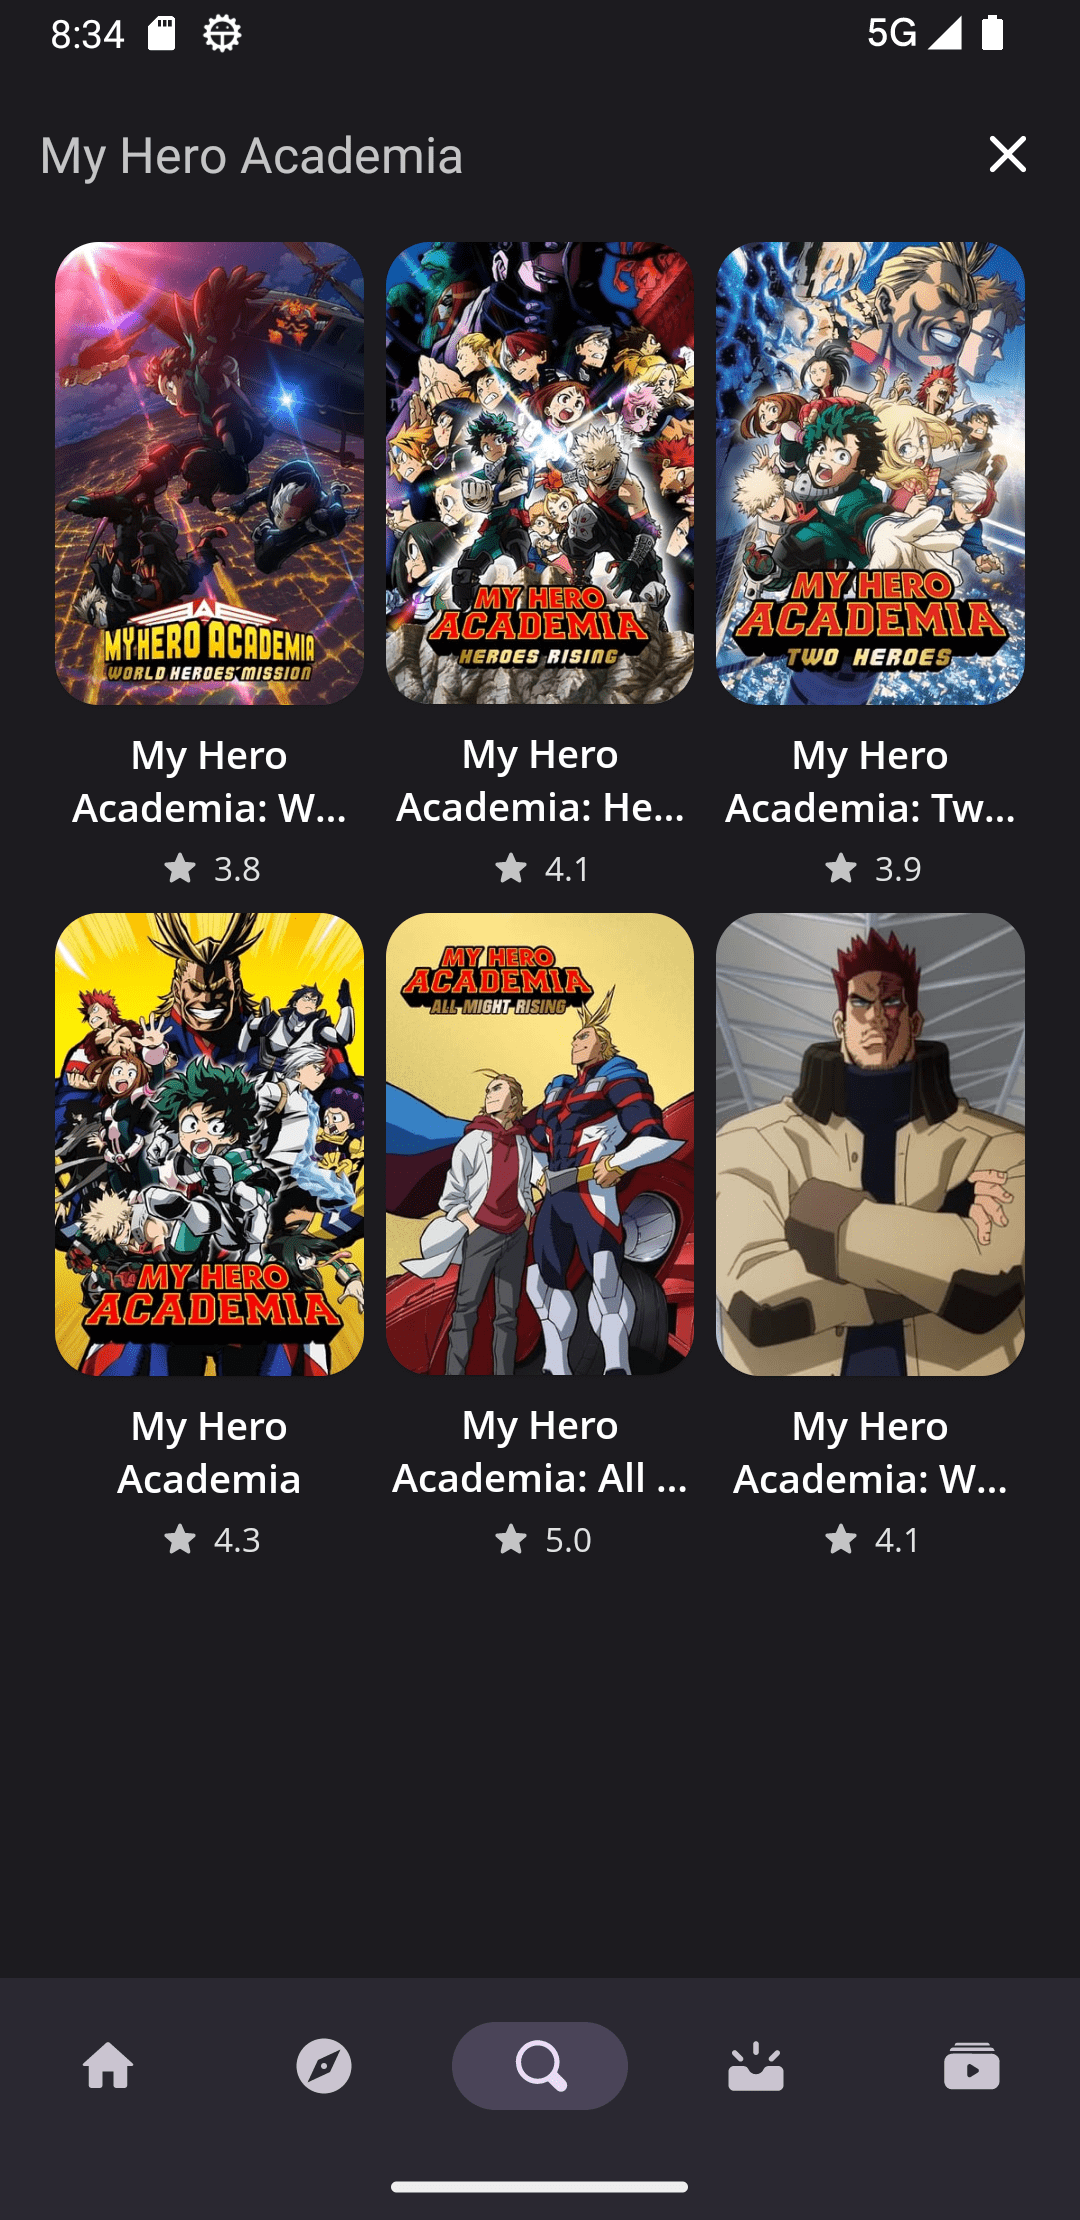 8:34
5G
My Hero Academia
MY HERO ACADEMIA
WORLD HEROES' MISSION
MY HERO
ACADEMIA
HEROES RISING
MY HERO
ACADEMIA
TWO HEROES
My Hero
Academia: W...
3.8
My Hero
Academia: He...
4.1
My Hero
Academia: Tw...
3.9
MY HERO
ACADEMIA
MY HERO
ACADEMIA
ALL MIGHT RISING
My Hero
Academia
4.3
My Hero
Academia: All ...
5.0
My Hero
Academia: W...
4.1